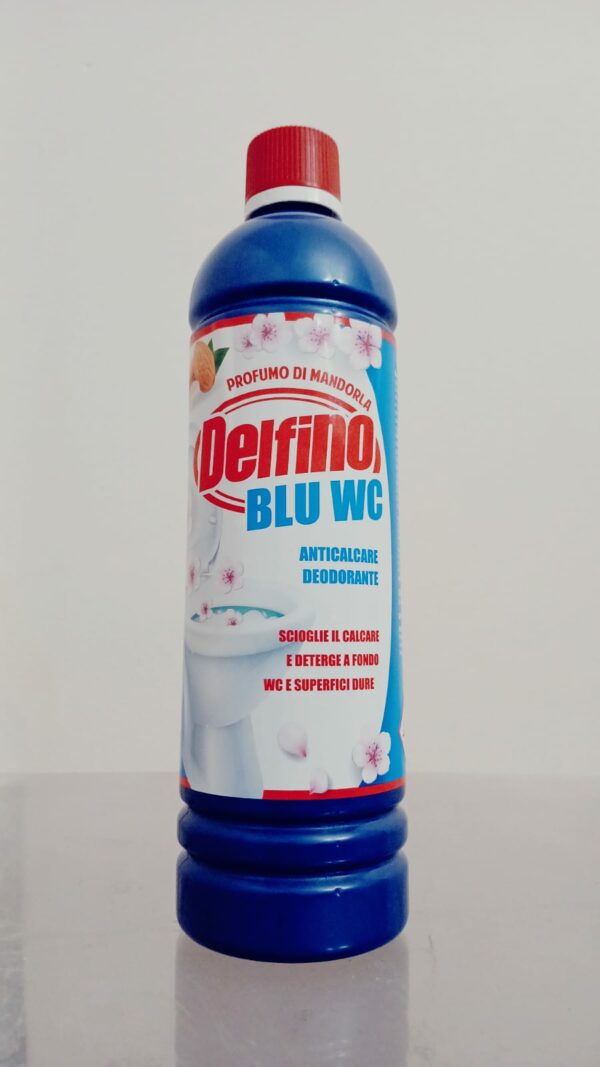 PROFUMO DI MANDORLA
Delfino
BLU WC
ANTICALCARE
DEODORANTE
SCIOGLIE IL CALCARE
E DETERGE A FONDO
WC E SUPERFICI DURE